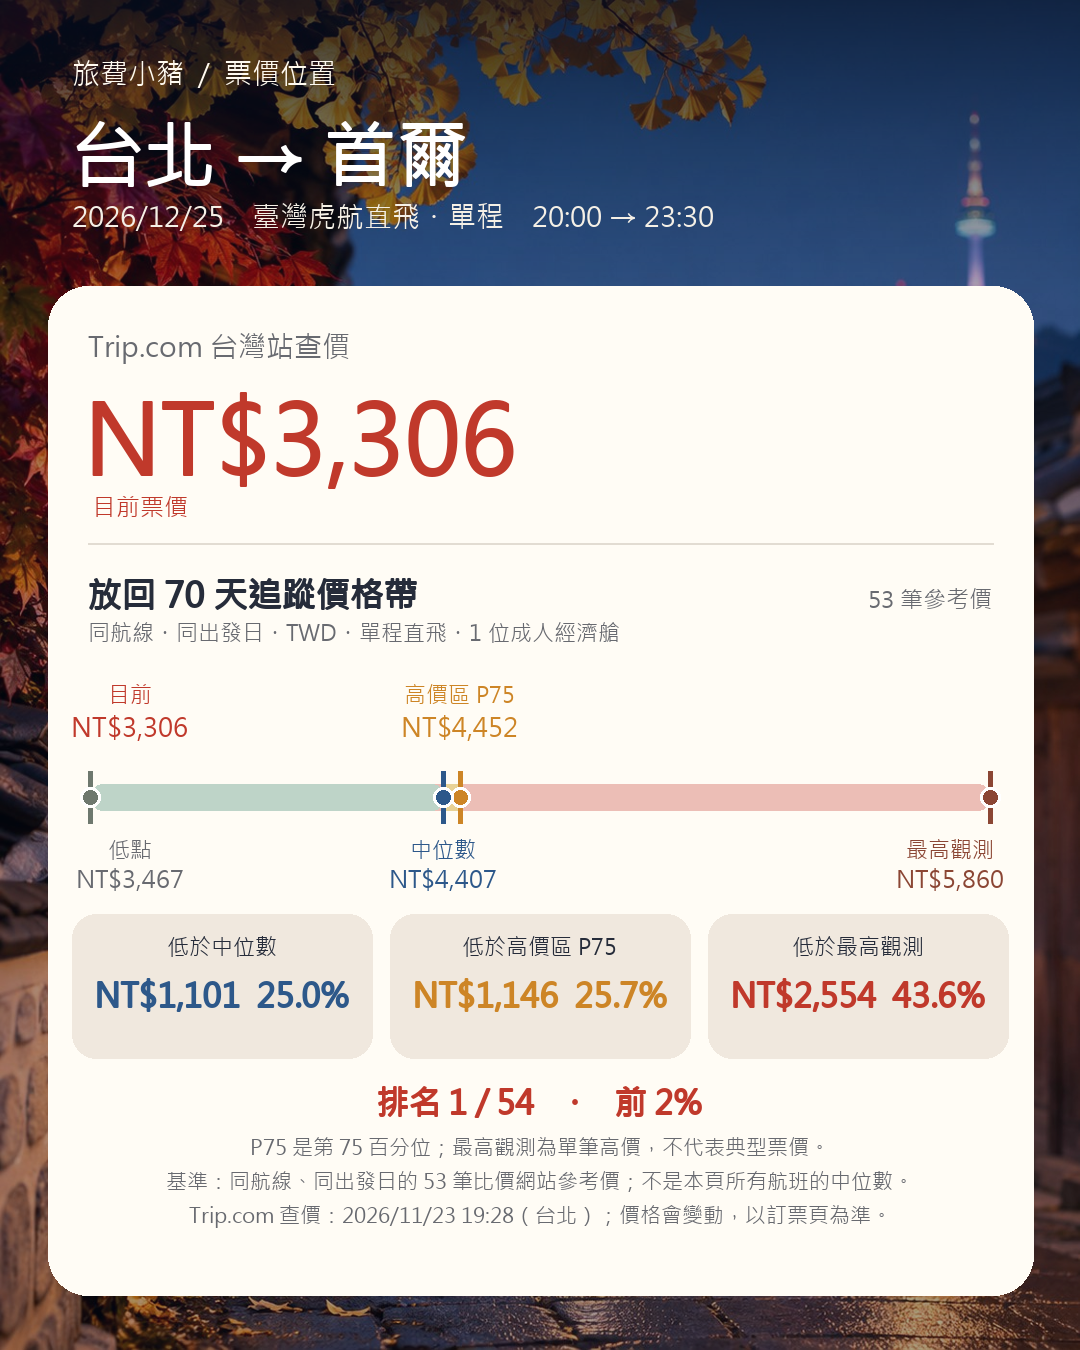 旅費小豬 / 票價位置
台北 → 首爾
2026/12/25 臺灣虎航直飛 · 單程 20:00 → 23:30
Trip.com 台灣站查價
NT$3,306
目前票價
放回 70 天追蹤價格帶
53 筆參考價
同航線 · 同出發日 · TWD · 單程直飛 · 1 位成人經濟艙
目前
NT$3,306
高價區 P75
NT$4,452
低點
NT$3,467
中位數
NT$4,407
最高觀測
NT$5,860
低於中位數
NT$1,101 25.0%
低於高價區 P75
NT$1,146 25.7%
低於最高觀測
NT$2,554 43.6%
排名 1 / 54 · 前 2%
P75 是第 75 百分位；最高觀測為單筆高價，不代表典型票價。
基準：同航線、同出發日的 53 筆比價網站參考價；不是本頁所有航班的中位數。
Trip.com 查價：2026/11/23 19:28（台北）；價格會變動，以訂票頁為準。